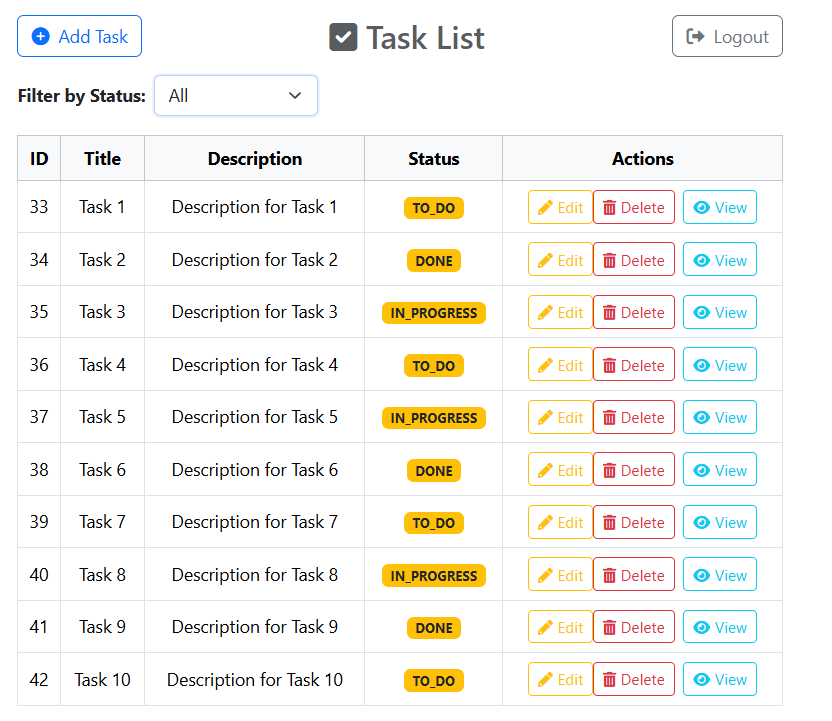 Add Task Task List Logout
Filter by Status: All
ID Title Description Status Actions
33 Task 1 Description for Task 1 TO_DO Edit Delete View
34 Task 2 Description for Task 2 DONE Edit Delete View
35 Task 3 Description for Task 3 IN_PROGRESS Edit Delete View
36 Task 4 Description for Task 4 TO_DO Edit Delete View
37 Task 5 Description for Task 5 IN_PROGRESS Edit Delete View
38 Task 6 Description for Task 6 DONE Edit Delete View
39 Task 7 Description for Task 7 TO_DO Edit Delete View
40 Task 8 Description for Task 8 IN_PROGRESS Edit Delete View
41 Task 9 Description for Task 9 DONE Edit Delete View
42 Task 10 Description for Task 10 TO_DO Edit Delete View